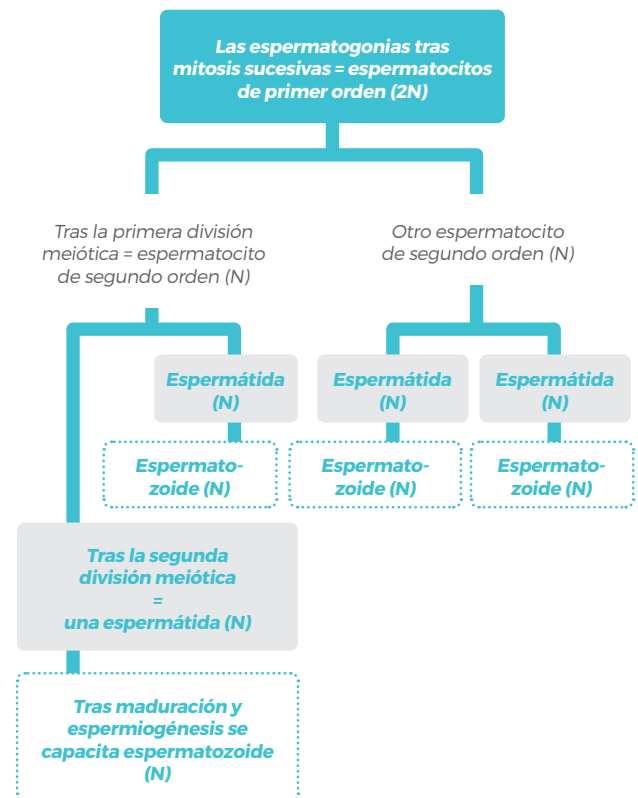 Las espermatogonias tras
mitosis sucesivas = espermatocitos
de primer orden (2N)
Tras la primera división
meiótica = espermatocito
de segundo orden (N)
Otro espermatocito
de segundo orden (N)
Espermátida
(N)
Espermátida
(N)
Espermátida
(N)
Espermato-
zoide (N)
Espermato-
zoide (N)
Espermato-
zoide (N)
Tras la segunda
división meiótica
=
una espermátida (N)
Tras maduración y
espermiogénesis se
capacita espermatozoide
(N)